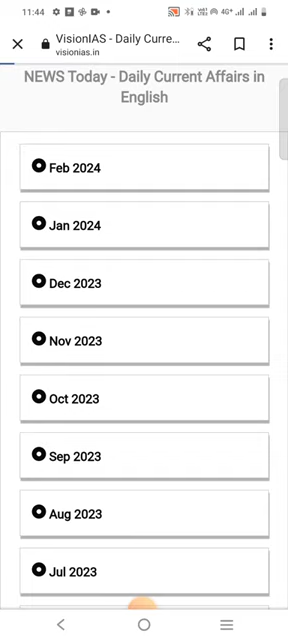 11:44
4G+
VisionIAS - Daily Curre...
visionias.in
NEWS Today - Daily Current Affairs in
English
Feb 2024
Jan 2024
Dec 2023
Nov 2023
Oct 2023
Sep 2023
Aug 2023
Jul 2023